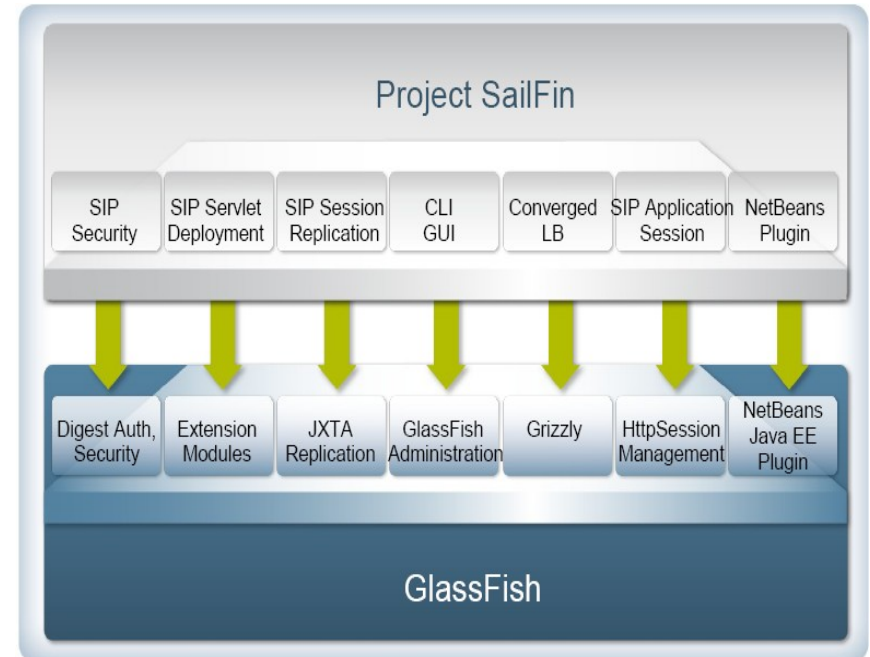 Project SailFin
SIP
Security
SIP Servlet
Deployment
SIP Session
Replication
CLI
GUI
Converged
LB
SIP Application
Session
NetBeans
Plugin
Digest Auth,
Security
Extension
Modules
JXTA
Replication
GlassFish
Administration
Grizzly
HttpSession
Management
NetBeans
Java EE
Plugin
GlassFish